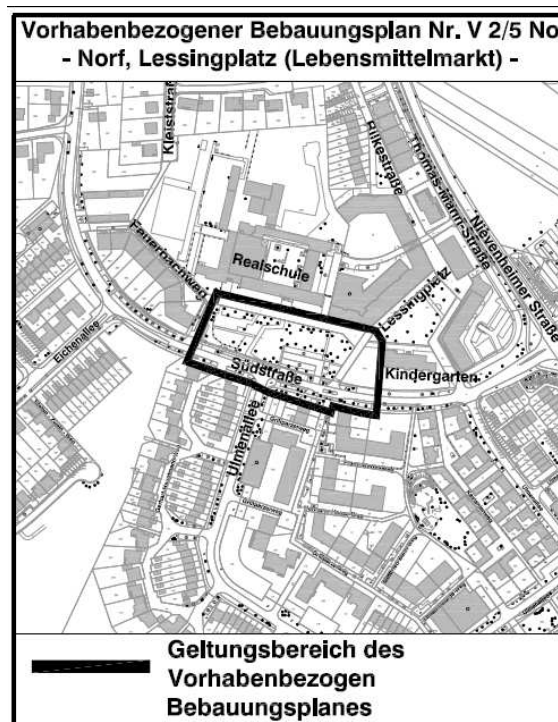 Vorhabenbezogener Bebauungsplan Nr. V 2/5 No
- Norf, Lessingplatz (Lebensmittelmarkt) -
Kleiststraß
Rilkestraße
Thomas-Mann-Straße
Nievenheimer Straße
Feuerbachweg
Realschule
Lessingplatz
Eichenallee
Südstraße
Kindergarten
Ulmenallee
Geltungsbereich des
Vorhabenbezogen
Bebauungsplanes